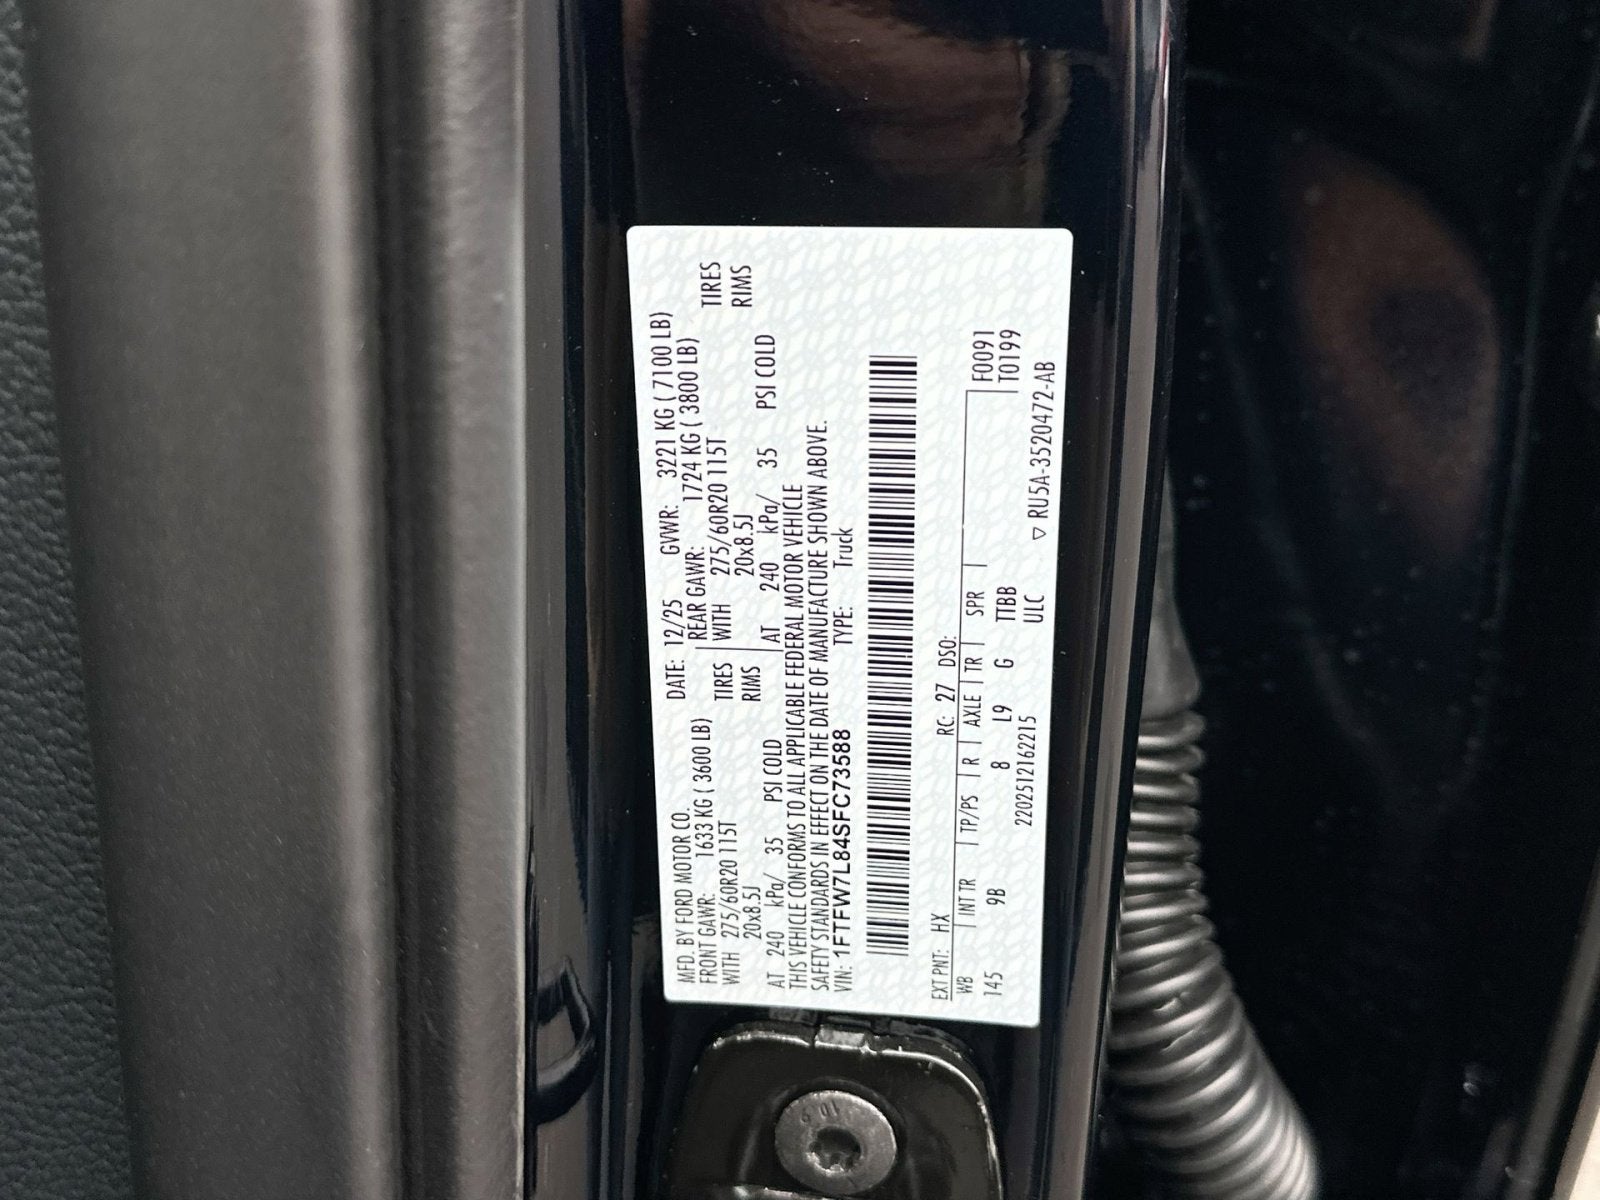 MFD. BY FORD MOTOR CO. DATE: 12/25 GVWR: 3221 KG ( 7100 LB)
FRONT GAWR: 1633 KG ( 3600 LB) REAR GAWR: 1724 KG ( 3800 LB)
WITH 275/60R20 115T TIRES WITH 275/60R20 115T TIRES
20x8.5J RIMS 20x8.5J RIMS
AT 240 kPa/ 35 PSI COLD AT 240 kPa/ 35 PSI COLD
THIS VEHICLE CONFORMS TO ALL APPLICABLE FEDERAL MOTOR VEHICLE
SAFETY STANDARDS IN EFFECT ON THE DATE OF MANUFACTURE SHOWN ABOVE.
VIN: 1FTFW7L84SFC73588 TYPE: Truck
EXT PNT: HX RC: 27 DSO:
WB INT TR TP/PS R AXLE TR SPR F0091
145 9B 8 L9 G TTBB T0199
220251216 2215 ULC ▽ RU5A-3520472-AB